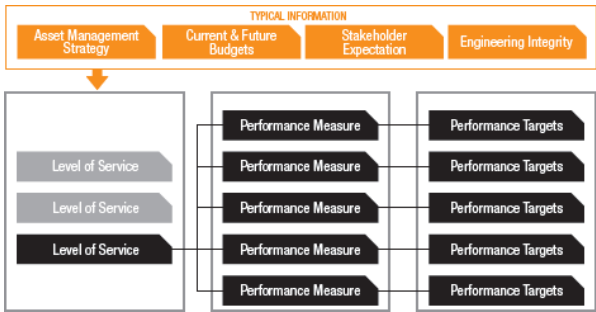 TYPICAL INFORMATION
Asset Management
Strategy
Current & Future
Budgets
Stakeholder
Expectation
Engineering Integrity
Level of Service
Level of Service
Level of Service
Performance Measure
Performance Measure
Performance Measure
Performance Measure
Performance Measure
Performance Targets
Performance Targets
Performance Targets
Performance Targets
Performance Targets